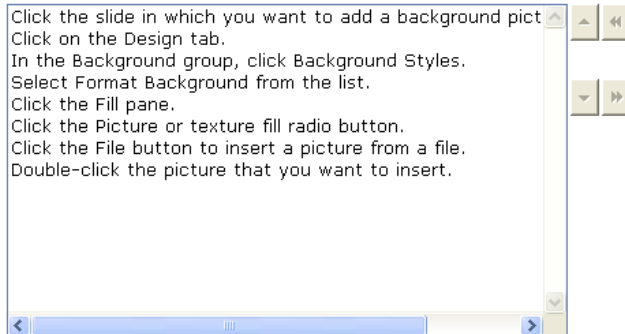 Click the slide in which you want to add a background pict
Click on the Design tab.
In the Background group, click Background Styles.
Select Format Background from the list.
Click the Fill pane.
Click the Picture or texture fill radio button.
Click the File button to insert a picture from a file.
Double-click the picture that you want to insert.